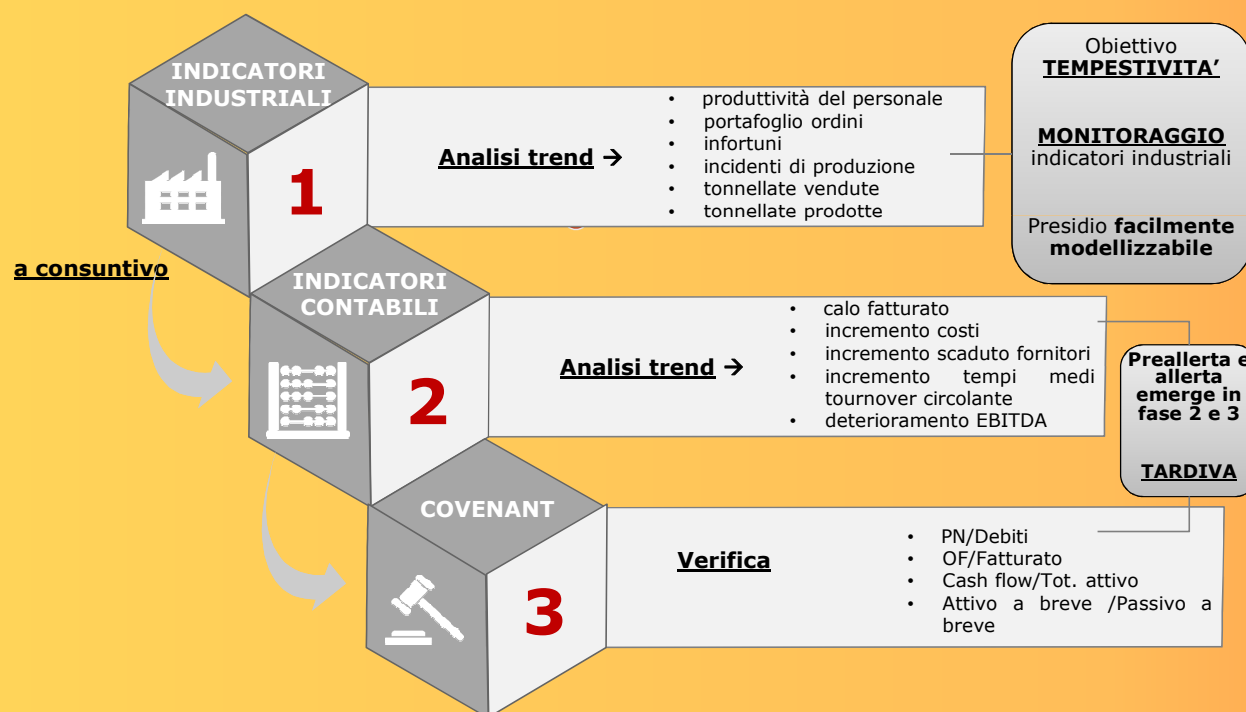 INDICATORI
INDUSTRIALI
1
Analisi trend →
• produttività del personale
• portafoglio ordini
• infortuni
• incidenti di produzione
• tonnellate vendute
• tonnellate prodotte
Obiettivo
TEMPESTIVITA’
MONITORAGGIO
indicatori industriali
Presidio facilmente
modellizzabile
a consuntivo
INDICATORI
CONTABILI
2
Analisi trend →
• calo fatturato
• incremento costi
• incremento scaduto fornitori
• incremento tempi medi
tournover circolante
• deterioramento EBITDA
Preallerta e
allerta
emerge in
fase 2 e 3
TARDIVA
COVENANT
3
Verifica
• PN/Debiti
• OF/Fatturato
• Cash flow/Tot. attivo
• Attivo a breve /Passivo a
breve